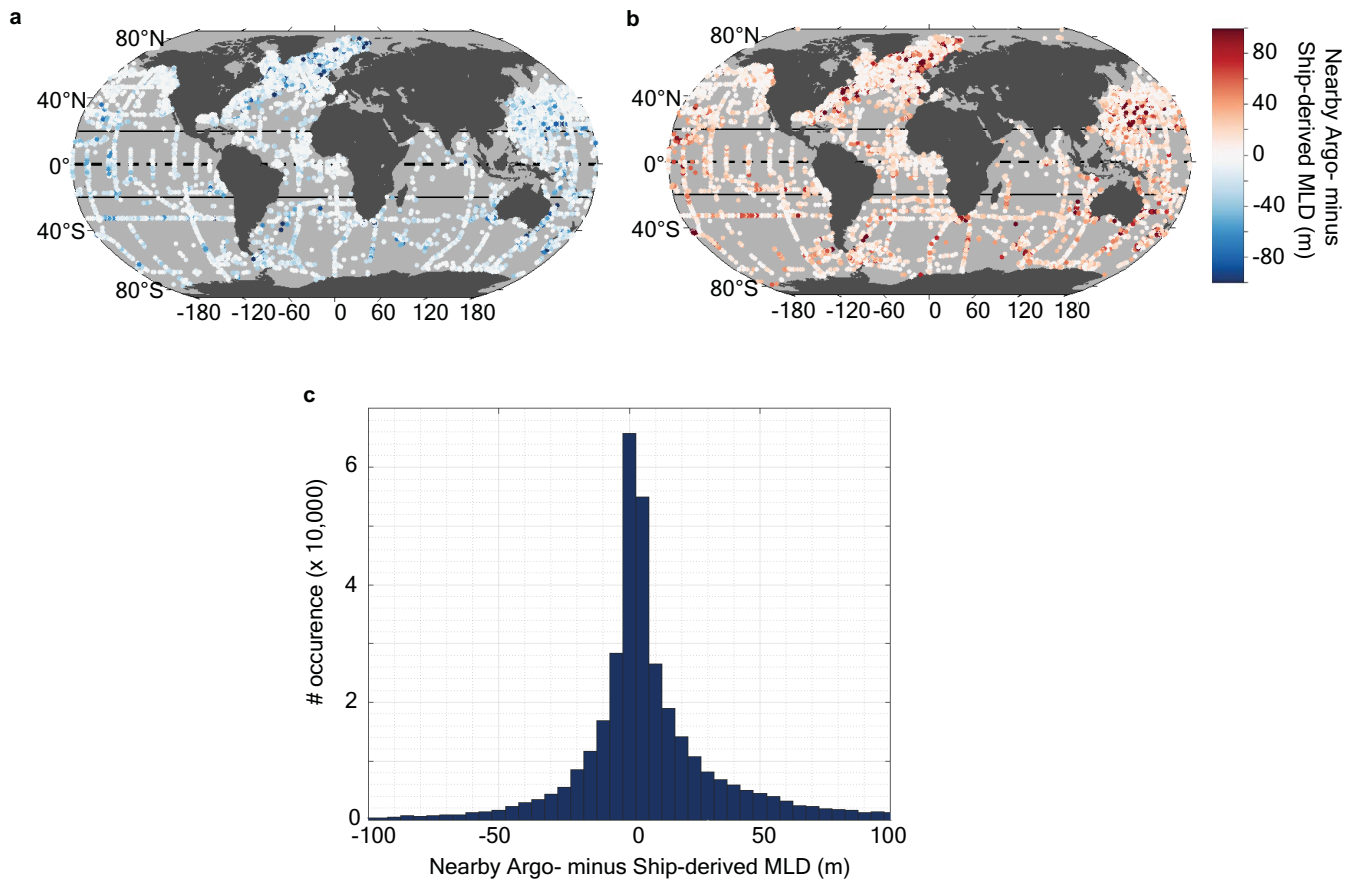 a
80°N
40°N
0°
40°S
80°S
-180 -120 -60 0 60 120 180
b
80°N
40°N
0°
40°S
80°S
-180 -120 -60 0 60 120 180
80
40
0
-40
-80
Nearby Argo- minus
Ship-derived MLD (m)
c
6
4
2
0
# occurence (x 10,000)
-100 -50 0 50 100
Nearby Argo- minus Ship-derived MLD (m)